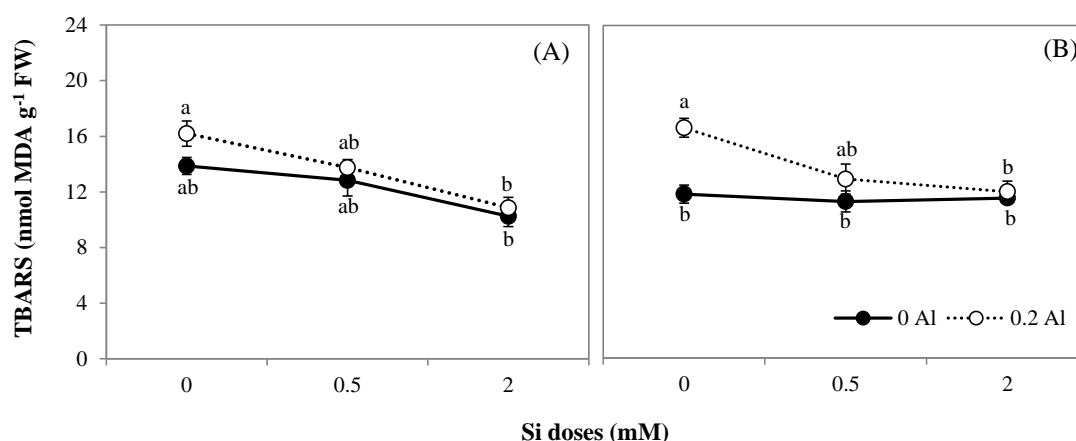 TBARS (nmol MDA g⁻¹ FW)
24
20
16
12
8
4
0
(A)
a
ab
b
ab
ab
b
0
0.5
2
(B)
a
ab
b
b
b
b
0 Al
0.2 Al
0
0.5
2
Si doses (mM)